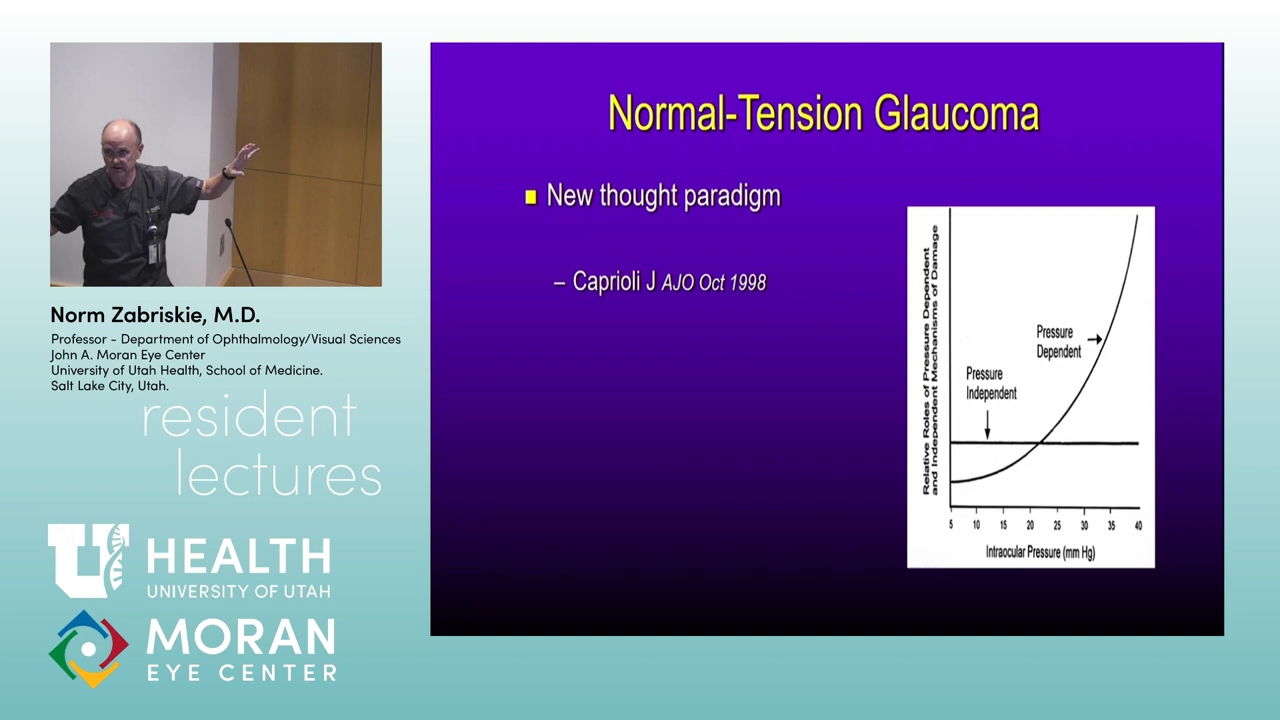 Norm Zabriskie, M.D.
Professor - Department of Ophthalmology/Visual Sciences
John A. Moran Eye Center
University of Utah Health, School of Medicine.
Salt Lake City, Utah.
resident
lectures
U HEALTH
UNIVERSITY OF UTAH
MORAN
EYE CENTER
Normal-Tension Glaucoma
New thought paradigm
– Caprioli J AJO Oct 1998
Relative Roles of Pressure Dependent
and Independent Mechanisms of Damage
Pressure
Dependent
Pressure
Independent
5 10 15 20 25 30 35 40
Intraocular Pressure (mm Hg)